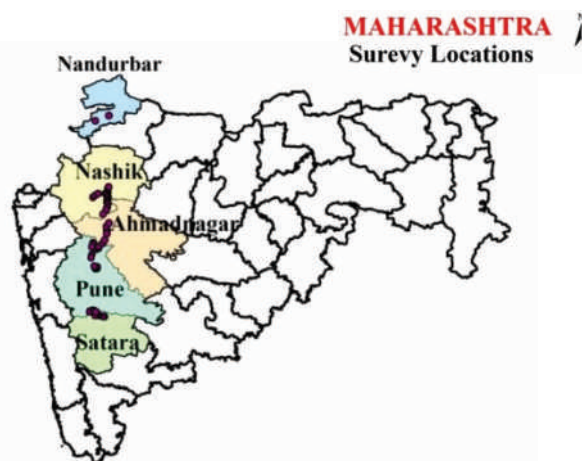 MAHARASHTRA
Surevy Locations
Nandurbar
Nashik
Ahmadnagar
Pune
Satara